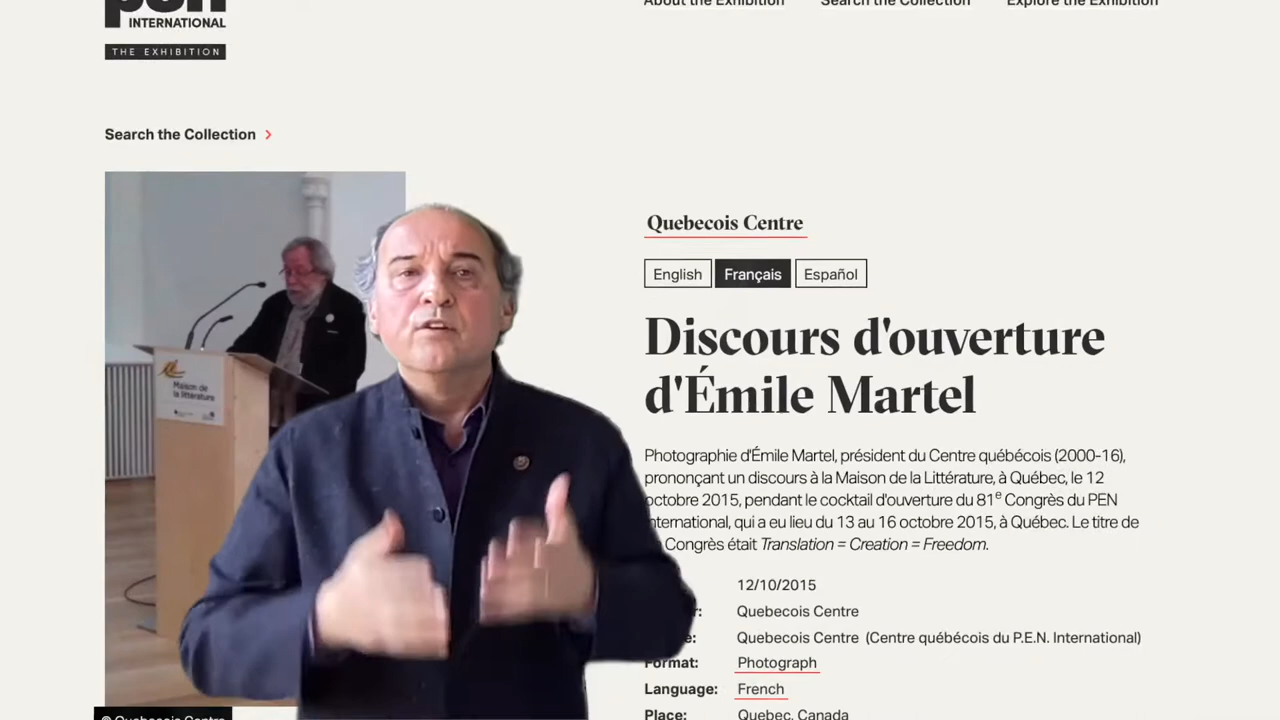 pen
INTERNATIONAL
THE EXHIBITION
About the Exhibition
Search the Collection
Explore the Exhibition
Search the Collection
Maison de
la littérature
Quebecois Centre
English
Français
Español
Discours d'ouverture
d'Émile Martel
Photographie d'Émile Martel, président du Centre québécois (2000-16),
prononçant un discours à la Maison de la Littérature, à Québec, le 12
octobre 2015, pendant le cocktail d'ouverture du 81e Congrès du PEN
International, qui a eu lieu du 13 au 16 octobre 2015, à Québec. Le titre de
Congrès était Translation = Creation = Freedom.
12/10/2015
Quebecois Centre
Quebecois Centre (Centre québécois du P.E.N. International)
Format: Photograph
Language: French
Place: Quebec, Canada
© Quebecois Centre